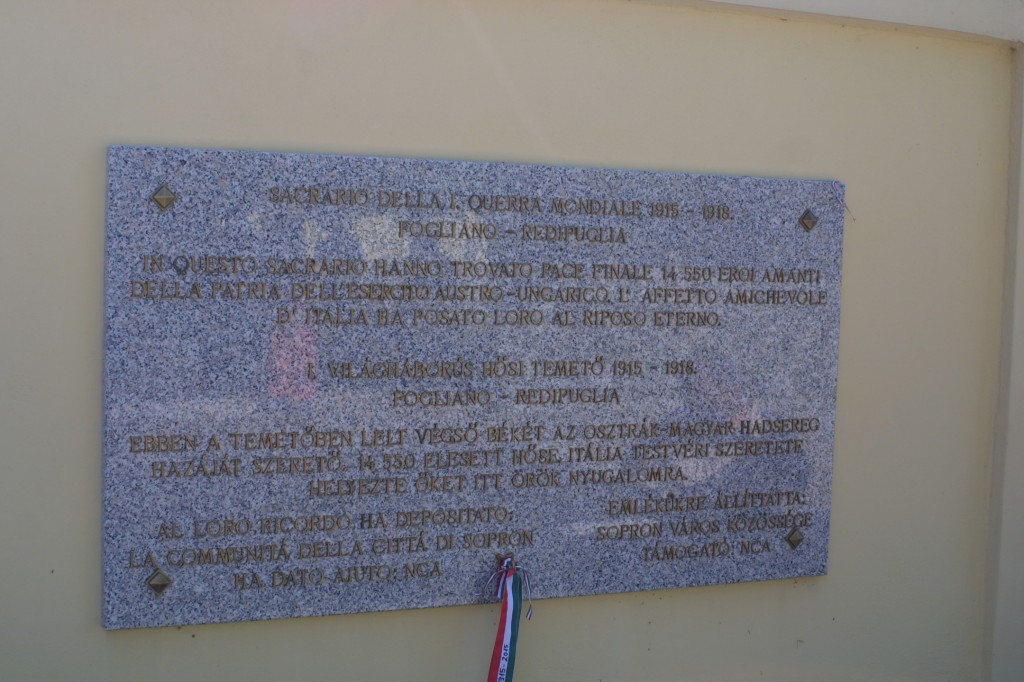 SACRARIO DELLA I. QUERRA MONDIALE 1915 - 1918.
FOGLIANO - REDIPUGLIA
IN QUESTO SACRARIO HANNO TROVATO PACE FINALE 14 550 EROI AMANTI
DELLA PATRIA DELL'ESERCITO AUSTRO-UNGARICO. L' AFFETTO AMICHEVOLE
D' ITALIA HA POSATO LORO AL RIPOSO ETERNO.
I. VILÁGHÁBORÚS HŐSI TEMETŐ 1915 - 1918.
FOGLIANO - REDIPUGLIA
EBBEN A TEMETŐBEN LELT VÉGSŐ BÉKÉT AZ OSZTRÁK-MAGYAR HADSEREG
HAZÁJÁT SZERETŐ, 14 550 ELESETT HŐSE. ITÁLIA TESTVÉRI SZERETETE
HELYEZTE ŐKET ITT ÖRÖK NYUGALOMRA.
AL LORO RICORDO HA DEPOSITATO:
LA COMMUNITÁ DELLA CITTÁ DI SOPRON
HA DATO AIUTO: NCA
EMLÉKÜKRE ÁLLÍTTATTA:
SOPRON VÁROS KÖZÖSSÉGE
TÁMOGATÓ: NCA